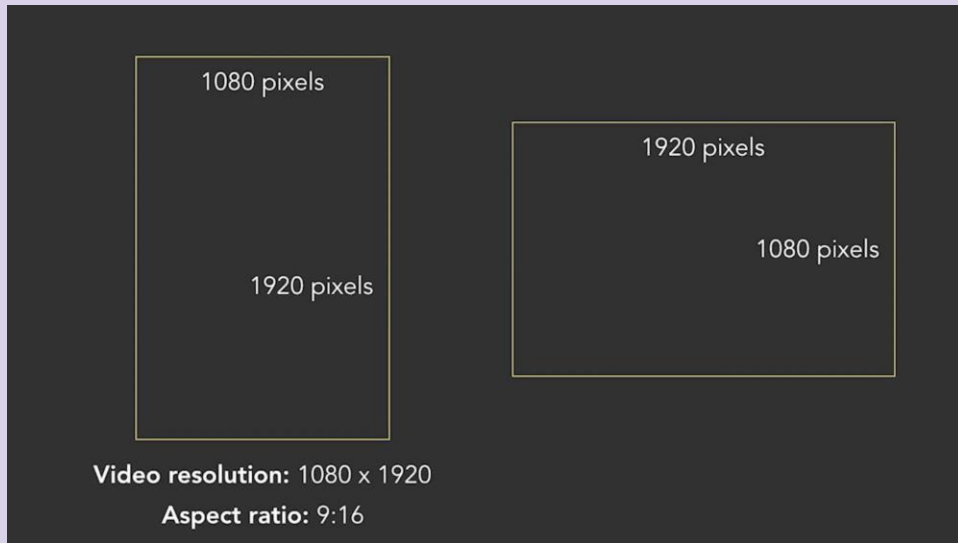 1080 pixels
1920 pixels
Video resolution: 1080 x 1920
Aspect ratio: 9:16
1920 pixels
1080 pixels